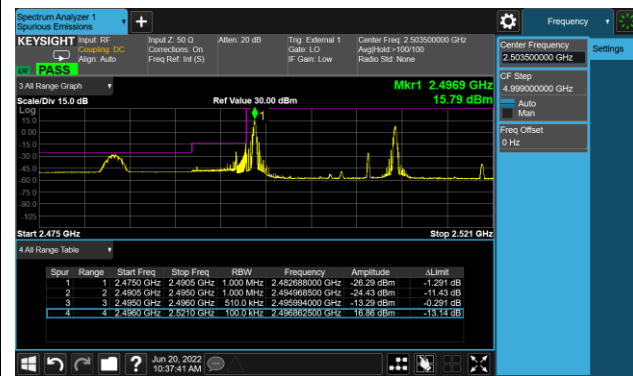 Spectrum Analyzer 1
Spurious Emissions
Frequency
KEYSIGHT
Input: RF
Coupling: DC
Align: Auto
Input Z: 50 Ω
Corrections: On
Freq Ref: Int (S)
Atten: 20 dB
Trig: External 1
Gate: LO
IF Gain: Low
Center Freq: 2.503500000 GHz
Avg|Hold:>100/100
Radio Std: None
PASS
Center Frequency
2.503500000 GHz
Settings
CF Step
4.999000000 GHz
Auto
Man
Freq Offset
0 Hz
3 All Range Graph
Mkr1 2.4969 GHz
15.79 dBm
Scale/Div 15.0 dB
Ref Value 30.00 dBm
Log
15.0
0.00
-15.0
-30.0
-45.0
-60.0
-75.0
-90.0
-105
1
Start 2.475 GHz
Stop 2.521 GHz
4 All Range Table
Spur Range Start Freq Stop Freq RBW Frequency Amplitude ΔLimit
1 1 2.4750 GHz 2.4905 GHz 1.000 MHz 2.482688000 GHz -26.29 dBm -1.291 dB
2 2 2.4905 GHz 2.4950 GHz 1.000 MHz 2.494968500 GHz -24.43 dBm -11.43 dB
3 3 2.4950 GHz 2.4960 GHz 510.0 kHz 2.495994000 GHz -13.29 dBm -0.291 dB
4 4 2.4960 GHz 2.5210 GHz 100.0 kHz 2.496862500 GHz 16.86 dBm -13.14 dB
?
Jun 20, 2022
10:37:41 AM